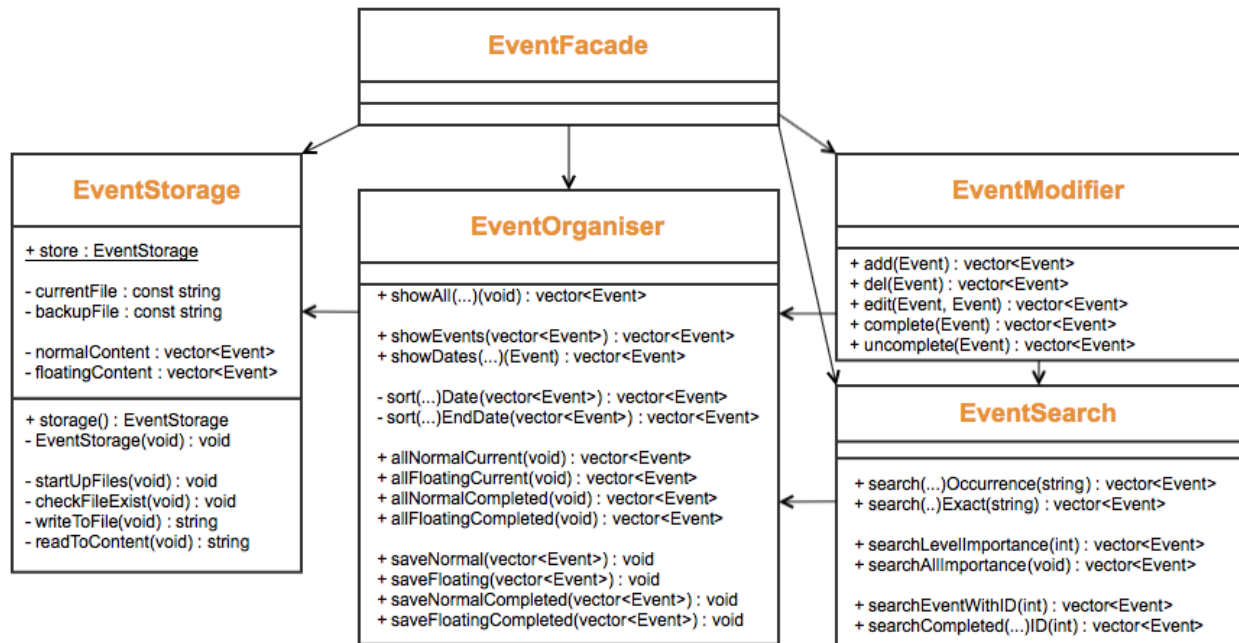 EventFacade
EventStorage
+ store : EventStorage
- currentFile : const string
- backupFile : const string
- normalContent : vector<Event>
- floatingContent : vector<Event>
+ storage() : EventStorage
- EventStorage(void) : void
- startUpFiles(void) : void
- checkFileExist(void) : void
- writeToFile(void) : string
- readToContent(void) : string
EventOrganiser
+ showAll(...)(void) : vector<Event>
+ showEvents(vector<Event>) : vector<Event>
+ showDates(...)(Event) : vector<Event>
- sort(...)Date(vector<Event>) : vector<Event>
- sort(...)EndDate(vector<Event>) : vector<Event>
+ allNormalCurrent(void) : vector<Event>
+ allFloatingCurrent(void) : vector<Event>
+ allNormalCompleted(void) : vector<Event>
+ allFloatingCompleted(void) : vector<Event>
+ saveNormal(vector<Event>) : void
+ saveFloating(vector<Event>) : void
+ saveNormalCompleted(vector<Event>) : void
+ saveFloatingCompleted(vector<Event>) : void
EventModifier
+ add(Event) : vector<Event>
+ del(Event) : vector<Event>
+ edit(Event, Event) : vector<Event>
+ complete(Event) : vector<Event>
+ uncomplete(Event) : vector<Event>
EventSearch
+ search(...)Occurrence(string) : vector<Event>
+ search(..)Exact(string) : vector<Event>
+ searchLevelImportance(int) : vector<Event>
+ searchAllImportance(void) : vector<Event>
+ searchEventWithID(int) : vector<Event>
+ searchCompleted(...)ID(int) : vector<Event>